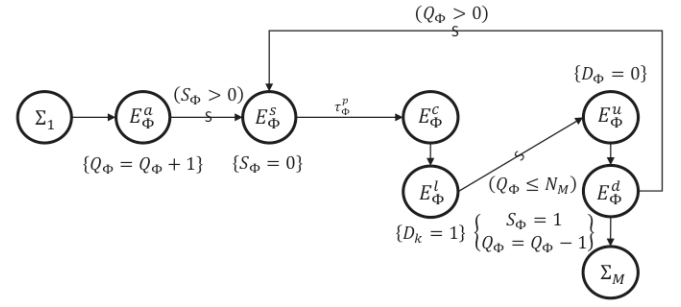 (Q_Φ > 0)
S
{D_Φ = 0}
(S_Φ > 0)
Σ_1
E_Φ^a
S
E_Φ^s
τ_Φ^p
E_Φ^c
E_Φ^u
{Q_Φ = Q_Φ + 1}
{S_Φ = 0}
S
E_Φ^l
(Q_Φ ≤ N_M)
E_Φ^d
{D_k = 1}
{S_Φ = 1
Q_Φ = Q_Φ − 1}
Σ_M